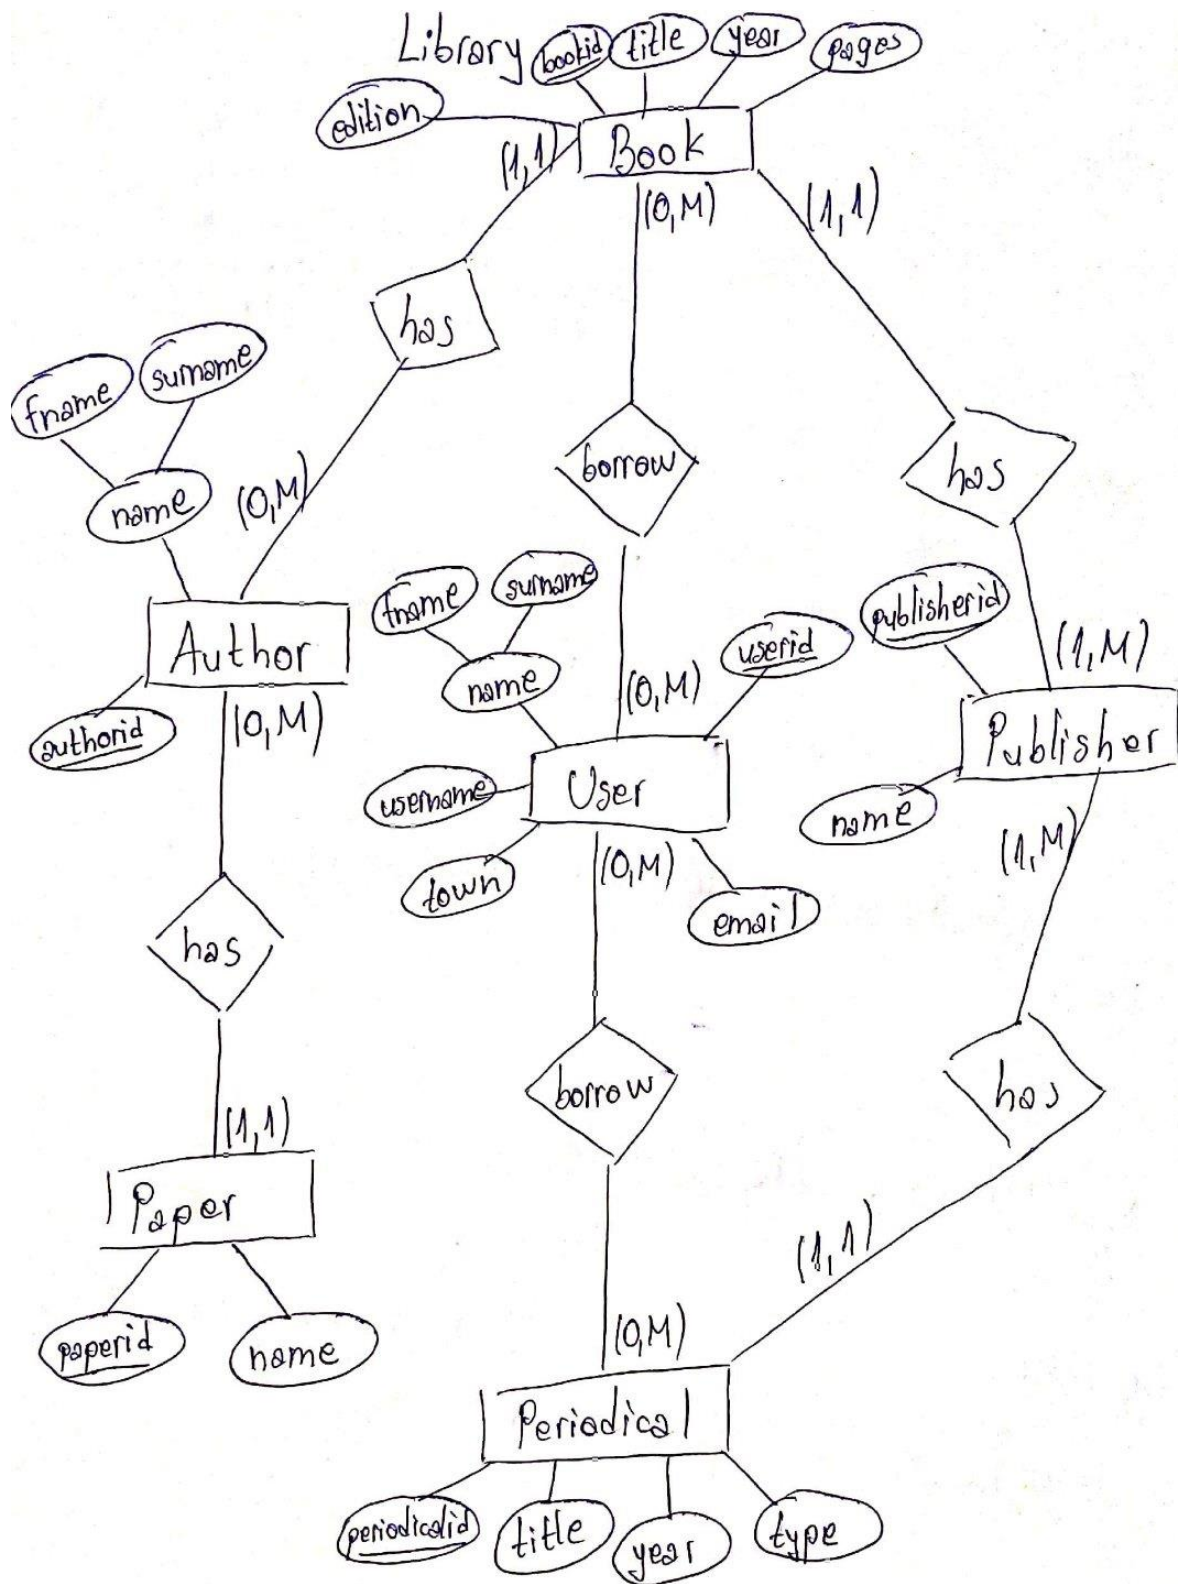 Library
bookid
title
year
pages
edition
Book
(1,1)
(0,M)
(1,1)
has
fname
surname
name
(0,M)
borrow
has
Author
authorid
(0,M)
fname
surname
name
(0,M)
userid
publisherid
(1,M)
Publisher
name
(1,M)
username
User
town
(0,M)
email
has
borrow
has
(1,1)
Paper
paperid
name
(1,1)
(0,M)
Periodical
periodicalid
title
year
type